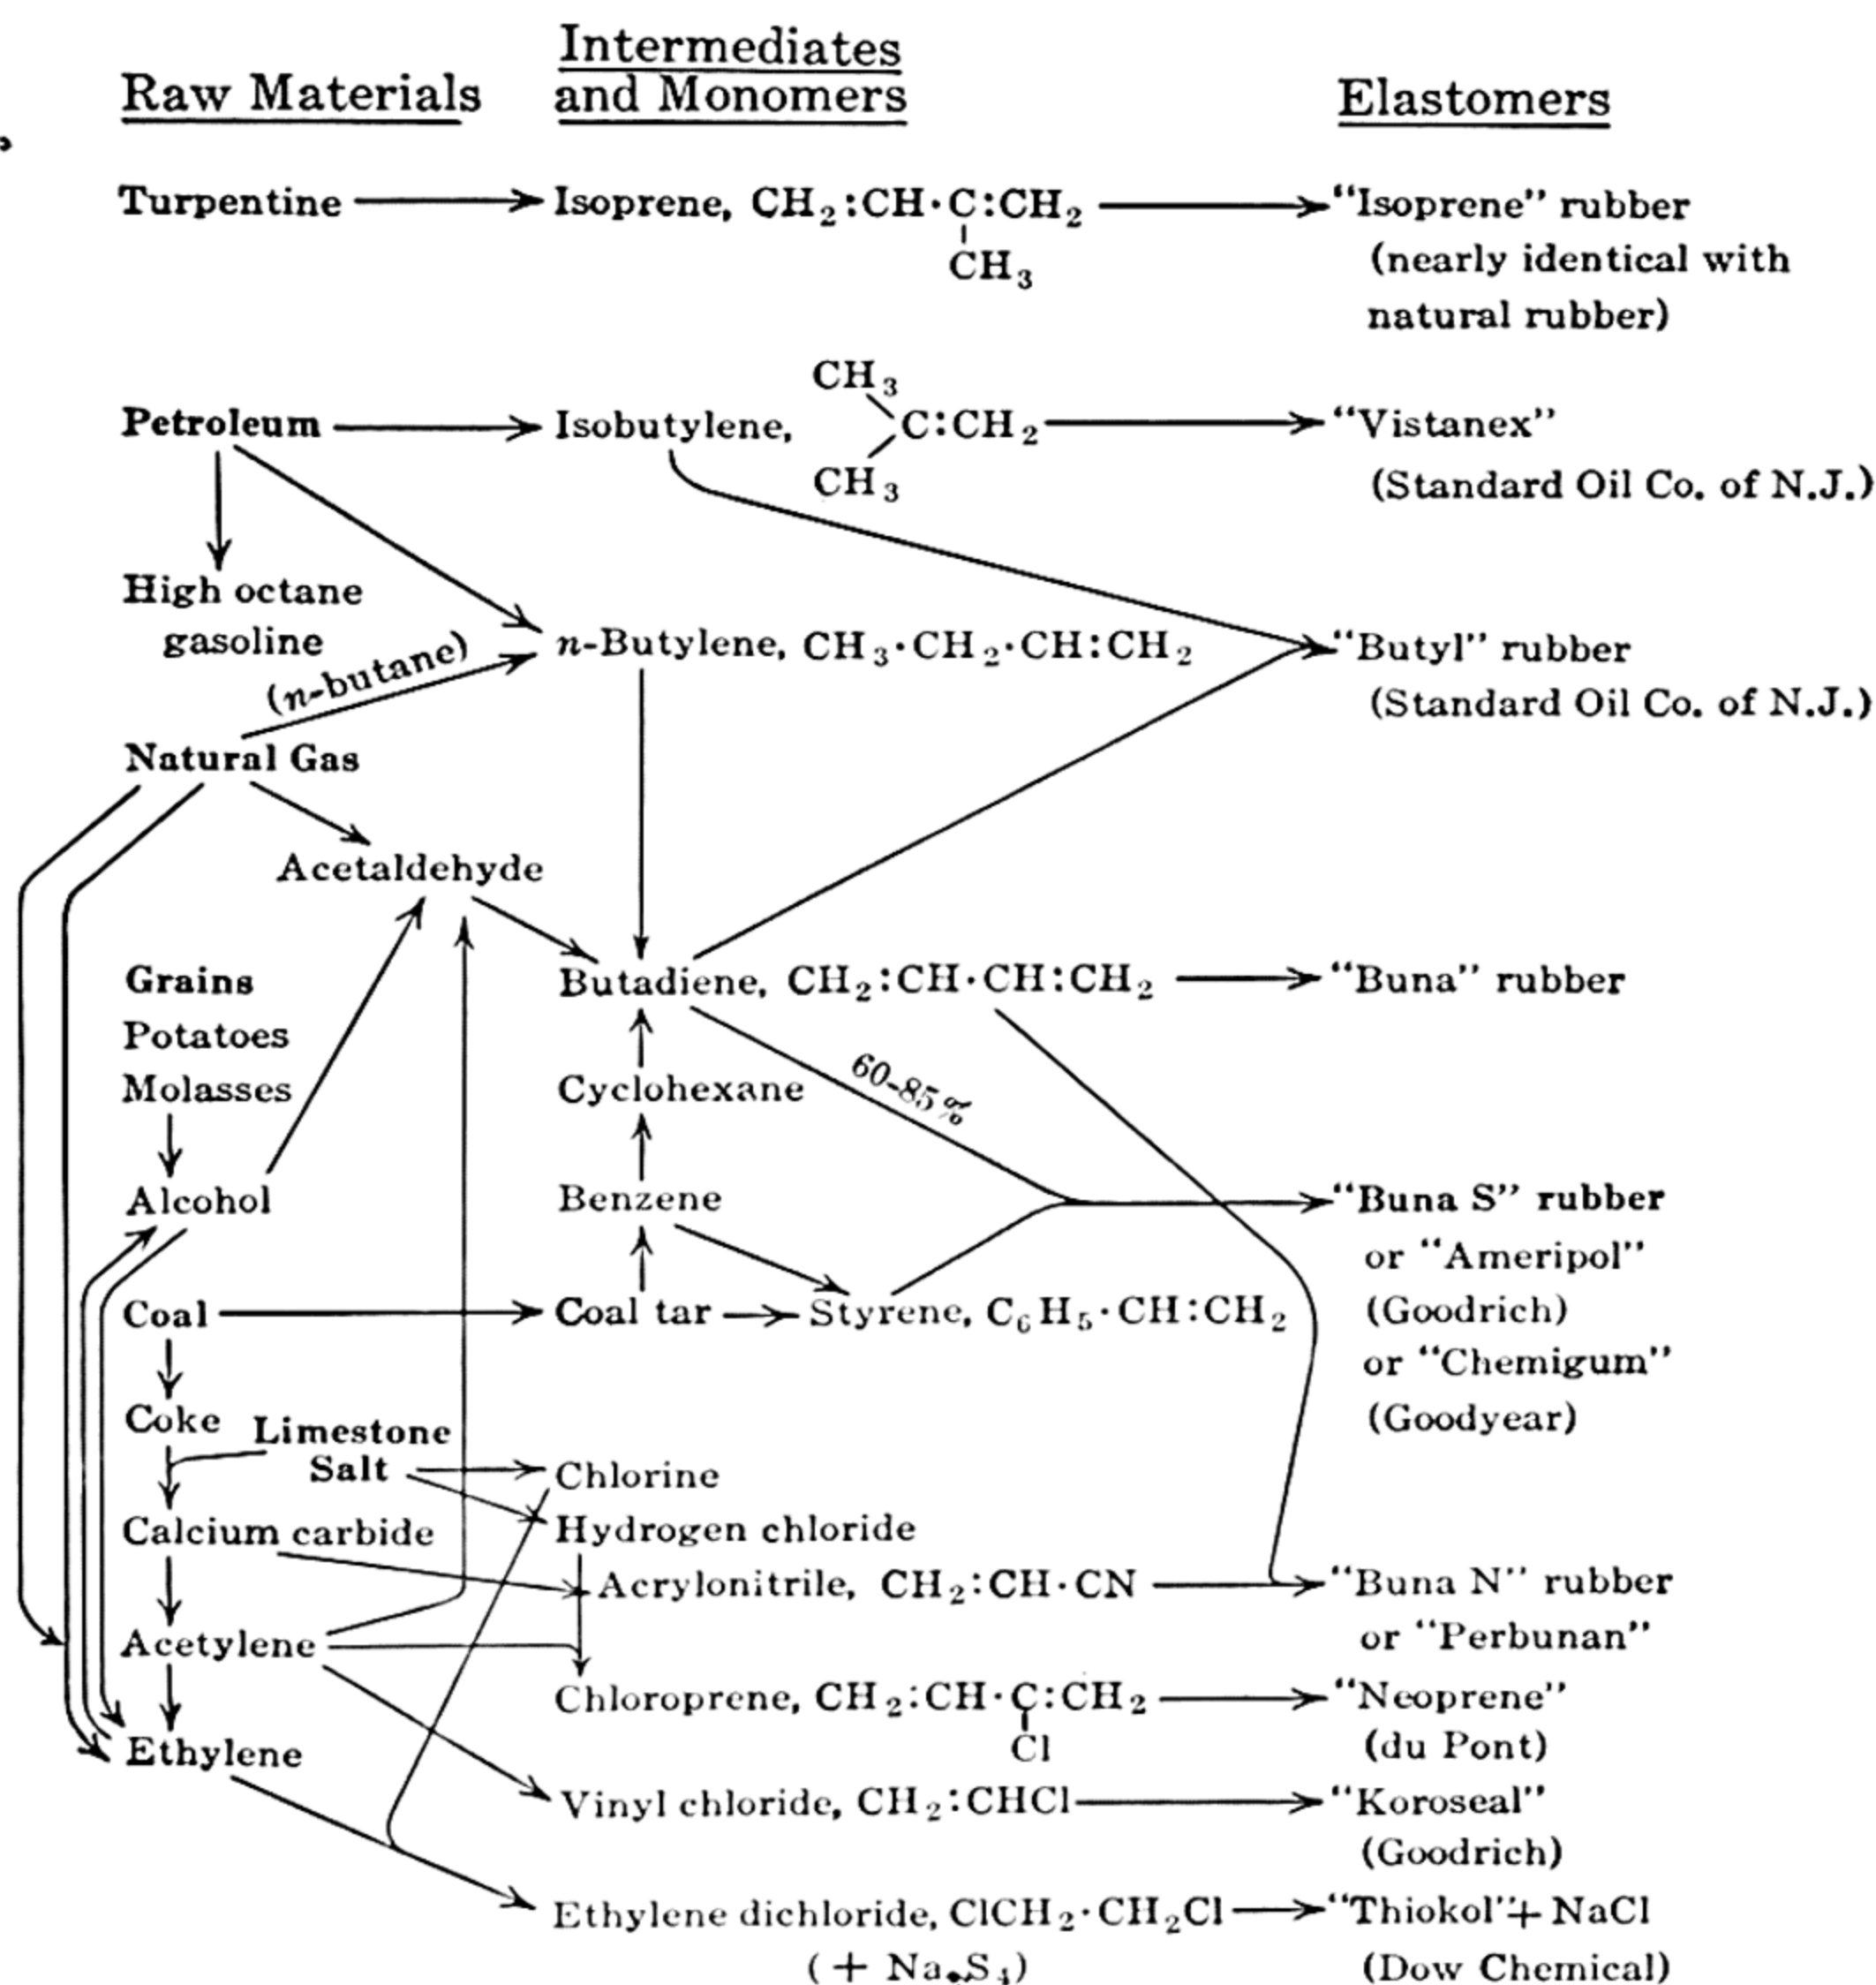 Raw Materials
Intermediates
and Monomers
Elastomers
Turpentine
Isoprene, CH₂:CH·C:CH₂
CH₃
“Isoprene” rubber
(nearly identical with
natural rubber)
Petroleum
Isobutylene,
CH₃
C:CH₂
CH₃
“Vistanex”
(Standard Oil Co. of N.J.)
High octane
gasoline
(n-butane)
n-Butylene, CH₃·CH₂·CH:CH₂
“Butyl” rubber
(Standard Oil Co. of N.J.)
Natural Gas
Acetaldehyde
Grains
Potatoes
Molasses
Butadiene, CH₂:CH·CH:CH₂
“Buna” rubber
Cyclohexane
60-85%
Alcohol
Benzene
“Buna S” rubber
or “Ameripol”
(Goodrich)
or “Chemigum”
(Goodyear)
Coal
Coal tar
Styrene, C₆H₅·CH:CH₂
Coke
Limestone
Salt
Chlorine
Calcium carbide
Hydrogen chloride
Acrylonitrile, CH₂:CH·CN
“Buna N” rubber
or “Perbunan”
Acetylene
Chloroprene, CH₂:CH·C:CH₂
Cl
“Neoprene”
(du Pont)
Ethylene
Vinyl chloride, CH₂:CHCl
“Koroseal”
(Goodrich)
Ethylene dichloride, ClCH₂·CH₂Cl
(+ Na₂S₄)
“Thiokol”+ NaCl
(Dow Chemical)